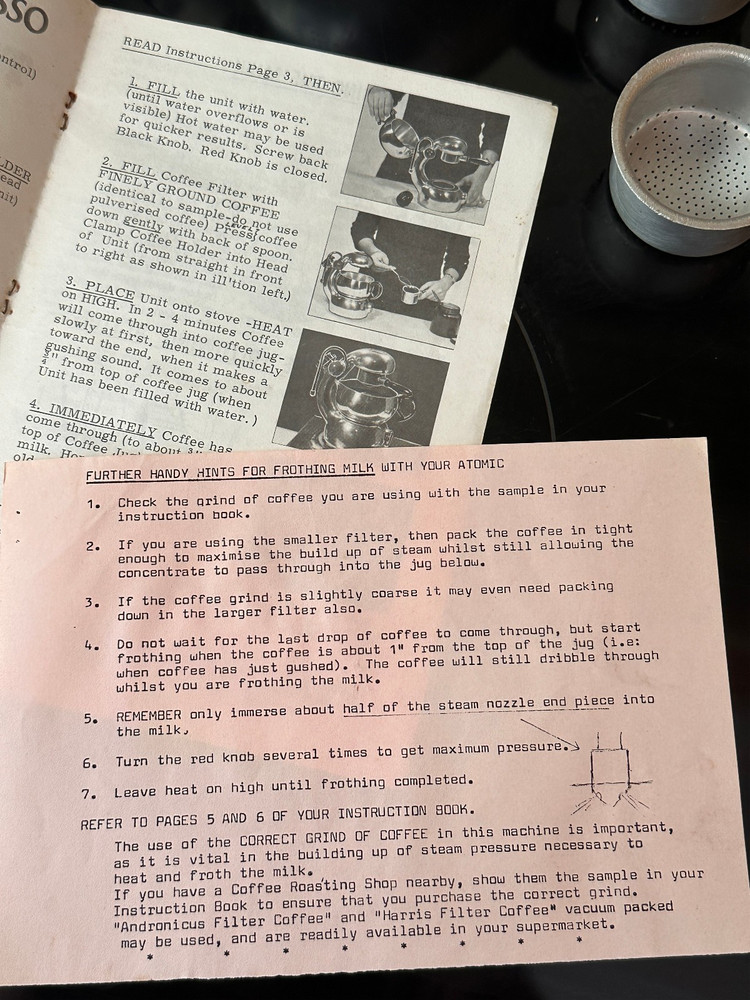 SSO
ntrol)
LDER
ead
nit)
READ Instructions Page 3, THEN.
1. FILL the unit with water.
(until water overflows or is
visible) Hot water may be used
for quicker results. Screw back
Black Knob. Red Knob is closed.
2. FILL Coffee Filter with
FINELY GROUND COFFEE
(identical to sample-do not use
pulverised coffee) Press coffee
LEVEL
down gently with back of spoon.
Clamp Coffee Holder into Head
of Unit (from straight in front
to right as shown in ill'tion left.)
3. PLACE Unit onto stove -HEAT
on HIGH. In 2 - 4 minutes Coffee
will come through into coffee jug-
slowly at first, then more quickly
toward the end, when it makes a
gushing sound. It comes to about
¾" from top of coffee jug (when
Unit has been filled with water.)
4. IMMEDIATELY Coffee has
come through (to about ¾"
top of Coffee
milk.
FURTHER HANDY HINTS FOR FROTHING MILK WITH YOUR ATOMIC
1. Check the grind of coffee you are using with the sample in your
instruction book.
2. If you are using the smaller filter, then pack the coffee in tight
enough to maximise the build up of steam whilst still allowing the
concentrate to pass through into the jug below.
3. If the coffee grind is slightly coarse it may even need packing
down in the larger filter also.
4. Do not wait for the last drop of coffee to come through, but start
frothing when the coffee is about 1" from the top of the jug (i.e:
when coffee has just gushed). The coffee will still dribble through
whilst you are frothing the milk.
5. REMEMBER only immerse about half of the steam nozzle end piece into
the milk.
6. Turn the red knob several times to get maximum pressure.
7. Leave heat on high until frothing completed.
REFER TO PAGES 5 AND 6 OF YOUR INSTRUCTION BOOK.
The use of the CORRECT GRIND OF COFFEE in this machine is important,
as it is vital in the building up of steam pressure necessary to
heat and froth the milk.
If you have a Coffee Roasting Shop nearby, show them the sample in your
Instruction Book to ensure that you purchase the correct grind.
"Andronicus Filter Coffee" and "Harris Filter Coffee" vacuum packed
may be used, and are readily available in your supermarket.
* * * * * * * *